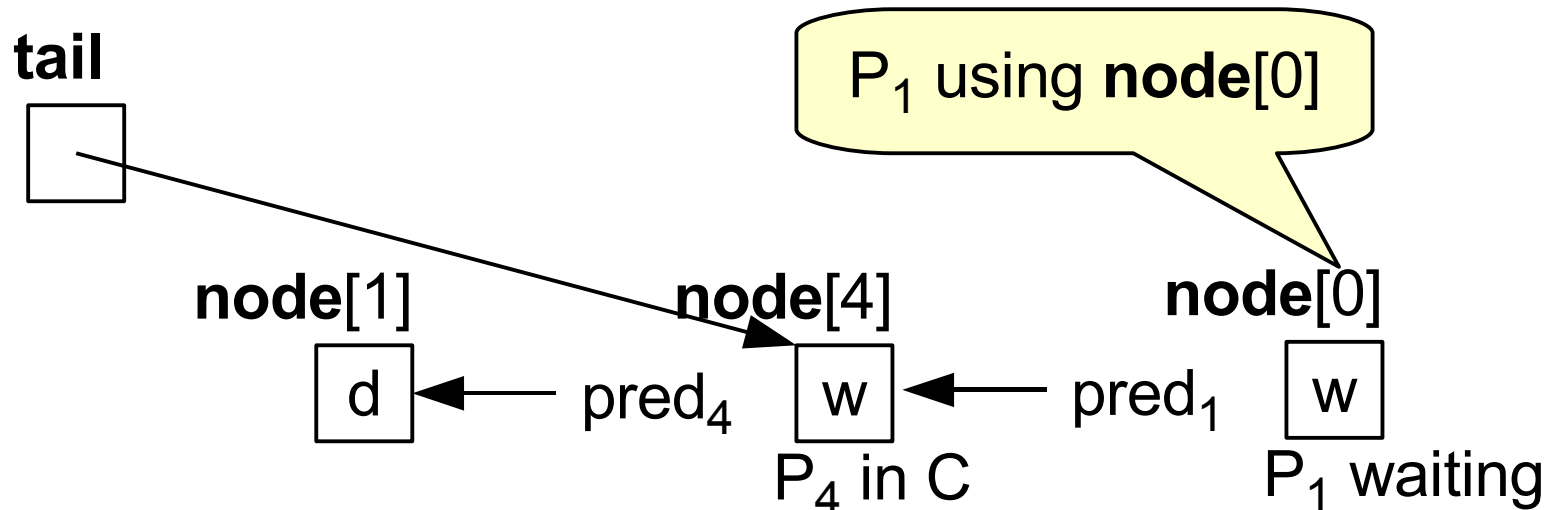 tail
P₁ using node[0]
node[1] node[4] node[0]
d pred₄ w pred₁ w
P₄ in C P₁ waiting